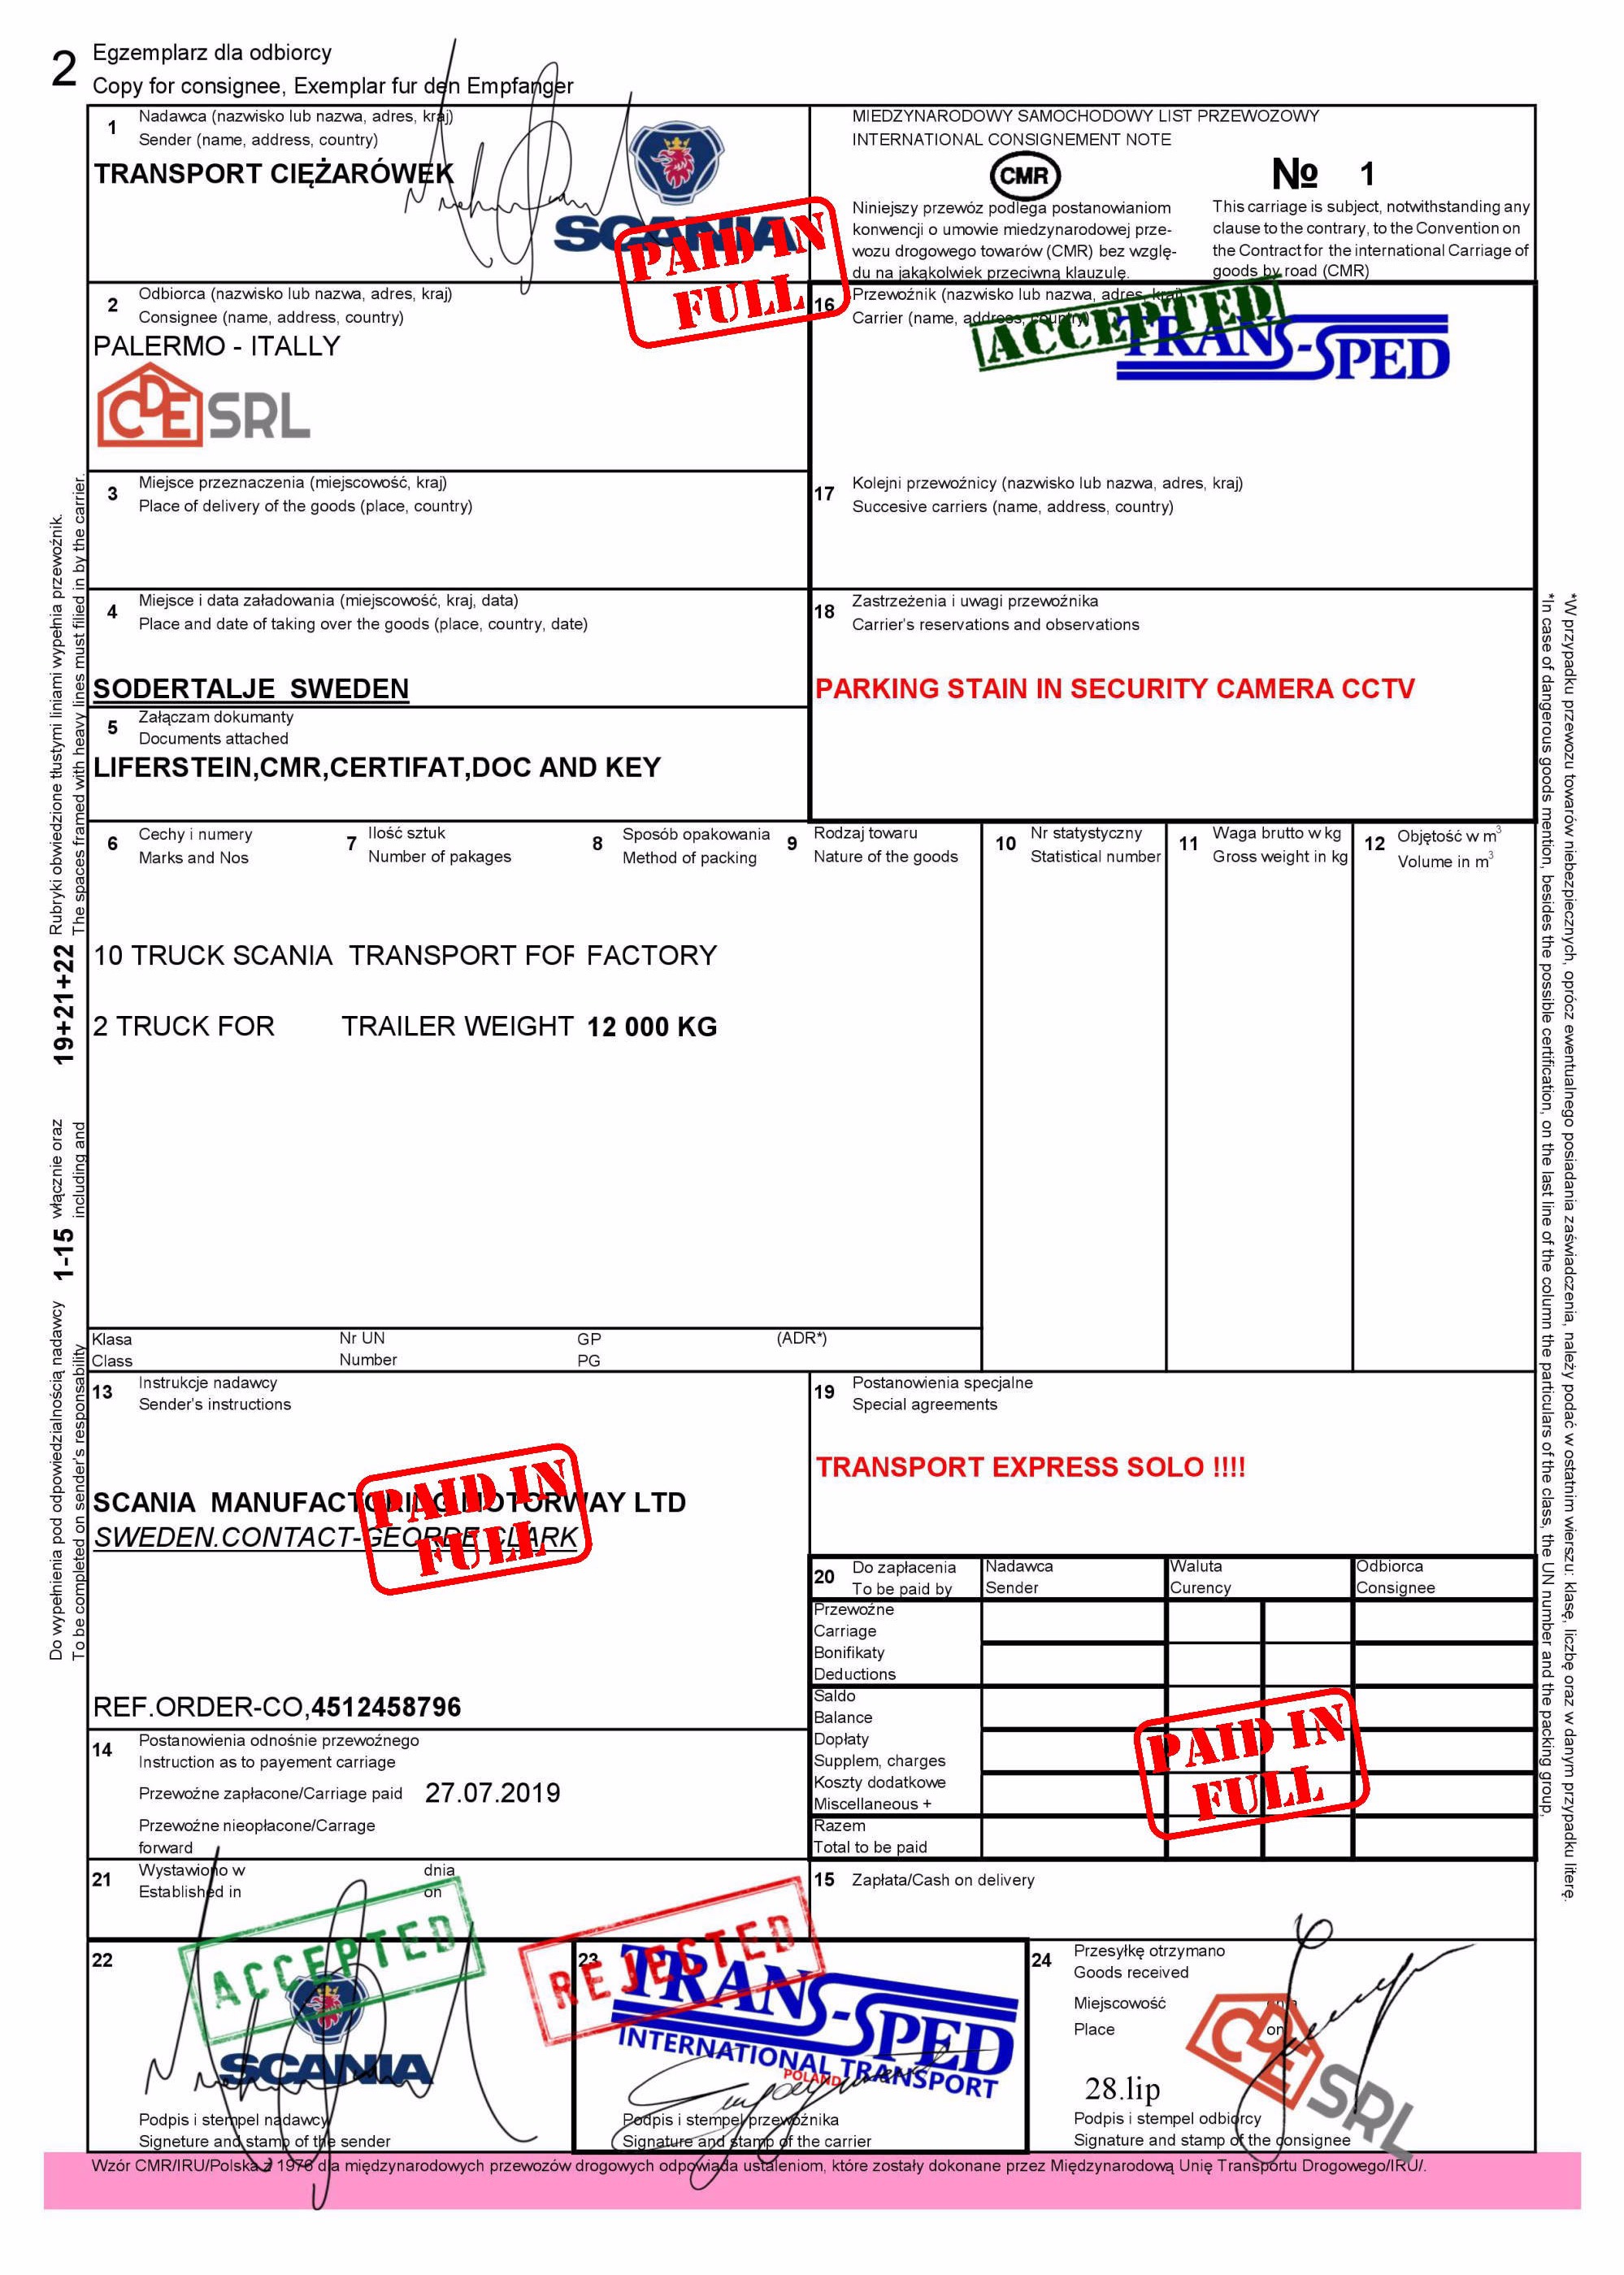 2
Egzemplarz dla odbiorcy
Copy for consignee, Exemplar fur den Empfanger
1
Nadawca (nazwisko lub nazwa, adres, kraj)
Sender (name, address, country)
TRANSPORT CIĘŻARÓWEK
SCANIA
PAID IN
FULL
MIEDZYNARODOWY SAMOCHODOWY LIST PRZEWOZOWY
INTERNATIONAL CONSIGNEMENT NOTE
CMR
№ 1
Niniejszy przewóz podlega postanowianiom
konwencji o umowie miedzynarodowej prze-
wozu drogowego towarów (CMR) bez wzglę-
du na jakąkolwiek przeciwną klauzulę.
This carriage is subject, notwithstanding any
clause to the contrary, to the Convention on
the Contract for the international Carriage of
goods by road (CMR)
2
Odbiorca (nazwisko lub nazwa, adres, kraj)
Consignee (name, address, country)
PALERMO - ITALLY
CDE SRL
16
Przewoźnik (nazwisko lub nazwa, adres, kraj)
Carrier (name, address, country)
ACCEPTED
TRANS-SPED
3
Miejsce przeznaczenia (miejscowość, kraj)
Place of delivery of the goods (place, country)
17
Kolejni przewoźnicy (nazwisko lub nazwa, adres, kraj)
Succesive carriers (name, address, country)
4
Miejsce i data załadowania (miejscowość, kraj, data)
Place and date of taking over the goods (place, country, date)
SODERTALJE SWEDEN
18
Zastrzeżenia i uwagi przewoźnika
Carrier's reservations and observations
PARKING STAIN IN SECURITY CAMERA CCTV
5
Załączam dokumanty
Documents attached
LIFERSTEIN,CMR,CERTIFAT,DOC AND KEY
6
Cechy i numery
Marks and Nos
7
Ilość sztuk
Number of pakages
8
Sposób opakowania
Method of packing
9
Rodzaj towaru
Nature of the goods
10
Nr statystyczny
Statistical number
11
Waga brutto w kg
Gross weight in kg
12
Objętość w m3
Volume in m3
10 TRUCK SCANIA TRANSPORT FOR FACTORY
2 TRUCK FOR TRAILER WEIGHT 12 000 KG
Klasa
Class
Nr UN
Number
GP
PG
(ADR*)
13
Instrukcje nadawcy
Sender's instructions
SCANIA MANUFACTORING MOTORWAY LTD
SWEDEN.CONTACT-GEORDE CLARK
PAID IN
FULL
REF.ORDER-CO,4512458796
19
Postanowienia specjalne
Special agreements
TRANSPORT EXPRESS SOLO !!!!
20
Do zapłacenia
To be paid by
Nadawca
Sender
Waluta
Curency
Odbiorca
Consignee
Przewoźne
Carriage
Bonifikaty
Deductions
Saldo
Balance
Dopłaty
Supplem, charges
Koszty dodatkowe
Miscellaneous +
Razem
Total to be paid
PAID IN
FULL
14
Postanowienia odnośnie przewoźnego
Instruction as to payement carriage
Przewoźne zapłacone/Carriage paid 27.07.2019
Przewoźne nieopłacone/Carrage
forward
21
Wystawiono w
Established in
dnia
on
15 Zapłata/Cash on delivery
22
ACCEPTED
SCANIA
Podpis i stempel nadawcy
Signeture and stamp of the sender
23
REJECTED
TRANS-SPED
INTERNATIONAL TRANSPORT
POLAND
Podpis i stempel przewoźnika
Signature and stamp of the carrier
24
Przesyłkę otrzymano
Goods received
Miejscowość
Place
dnia
on
28.lip
CDE SRL
Podpis i stempel odbiorcy
Signature and stamp of the consignee
Wzór CMR/IRU/Polska z 1976 dla międzynarodowych przewozów drogowych odpowiada ustaleniom, które zostały dokonane przez Międzynarodową Unię Transportu Drogowego/IRU/.
Do wypełnienia pod odpowiedzialnością nadawcy 1-15 włącznie oraz 19+21+22 Rubryki obwiedzione tłustymi liniami wypełnia przewoźnik.
To be completed on sender's responsability including and The spaces framed with heavy lines must filied in by the carrier.
*W przypadku przewozu towarów niebezpiecznych, oprócz ewentualnego posiadania zaświadczenia, należy podać w ostatnim wierszu: klasę, liczbę oraz w danym przypadku literę.
*In case of dangerous goods mention, besides the possible certification, on the last line of the column the particulars of the class, the UN number and the packing group,